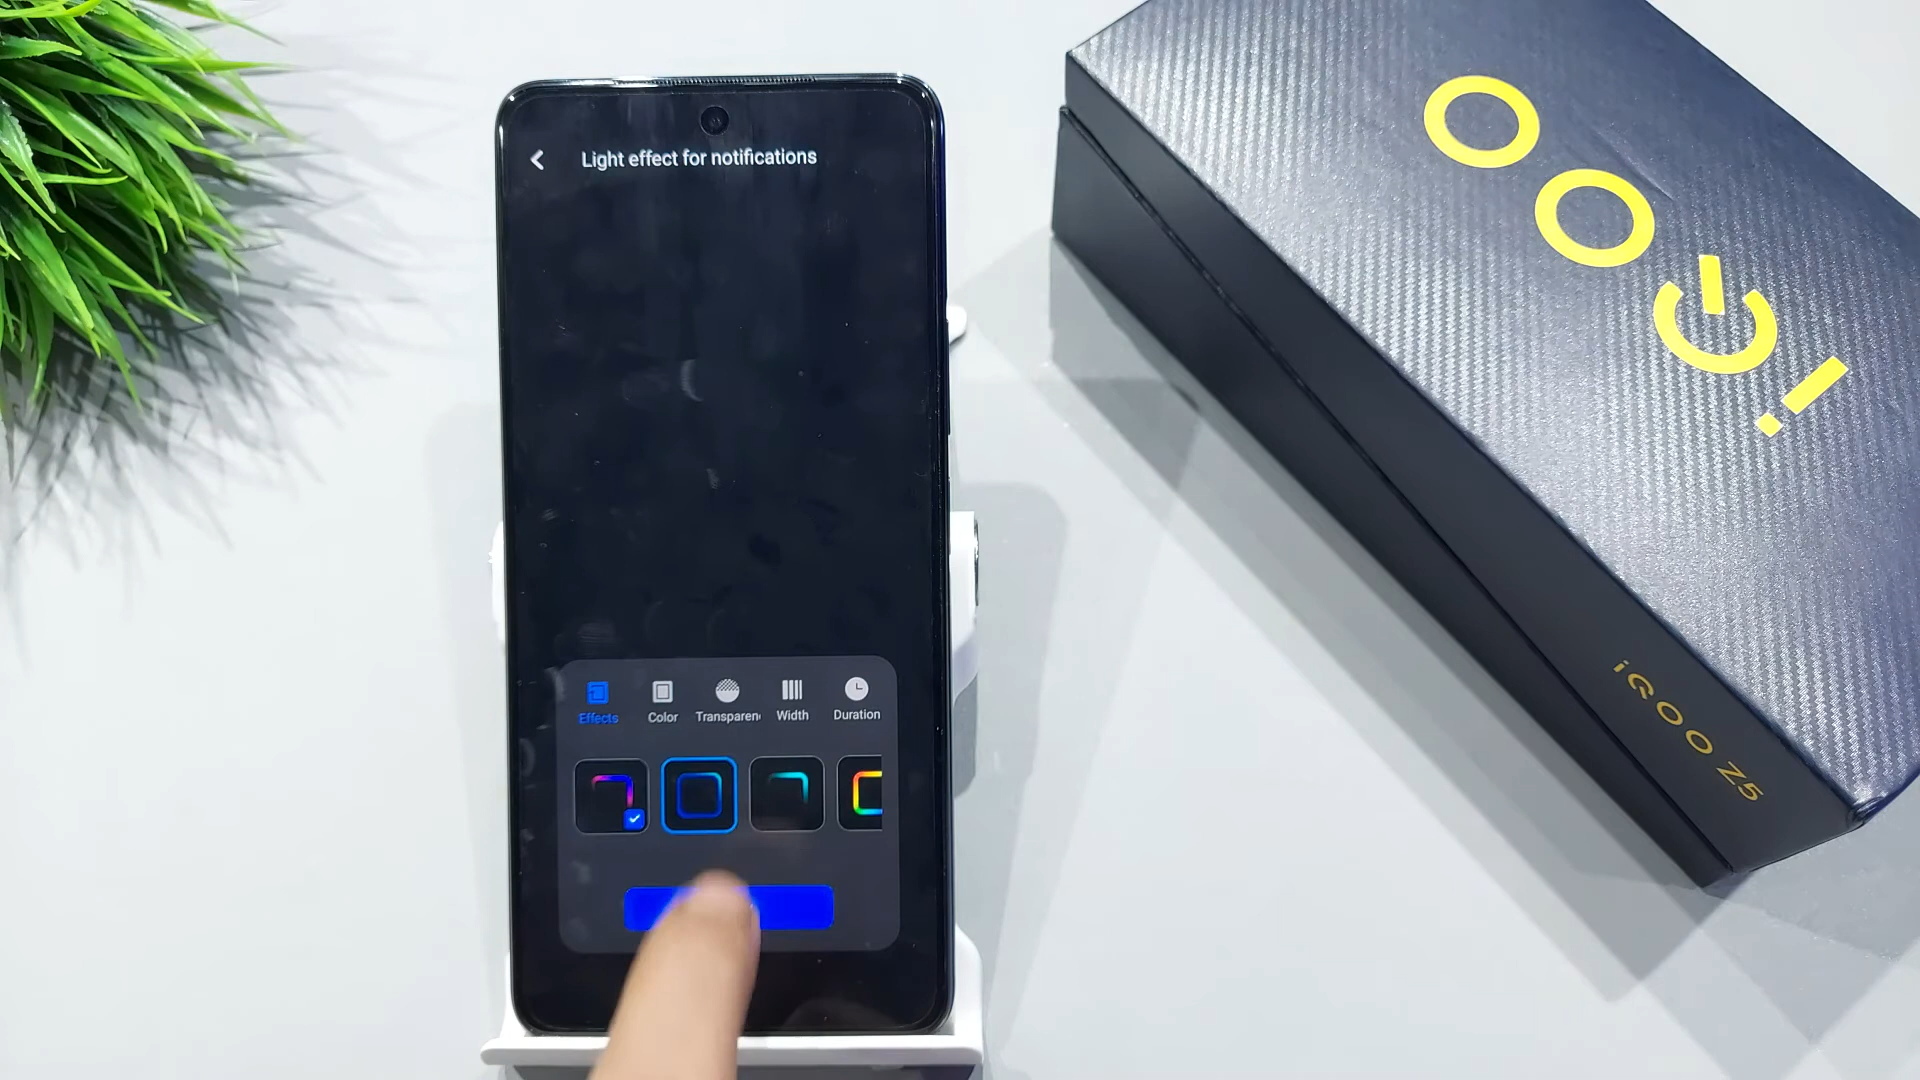 Light effect for notifications
Effects
Color
Transparen
Width
Duration
iQOO
iQOO Z5